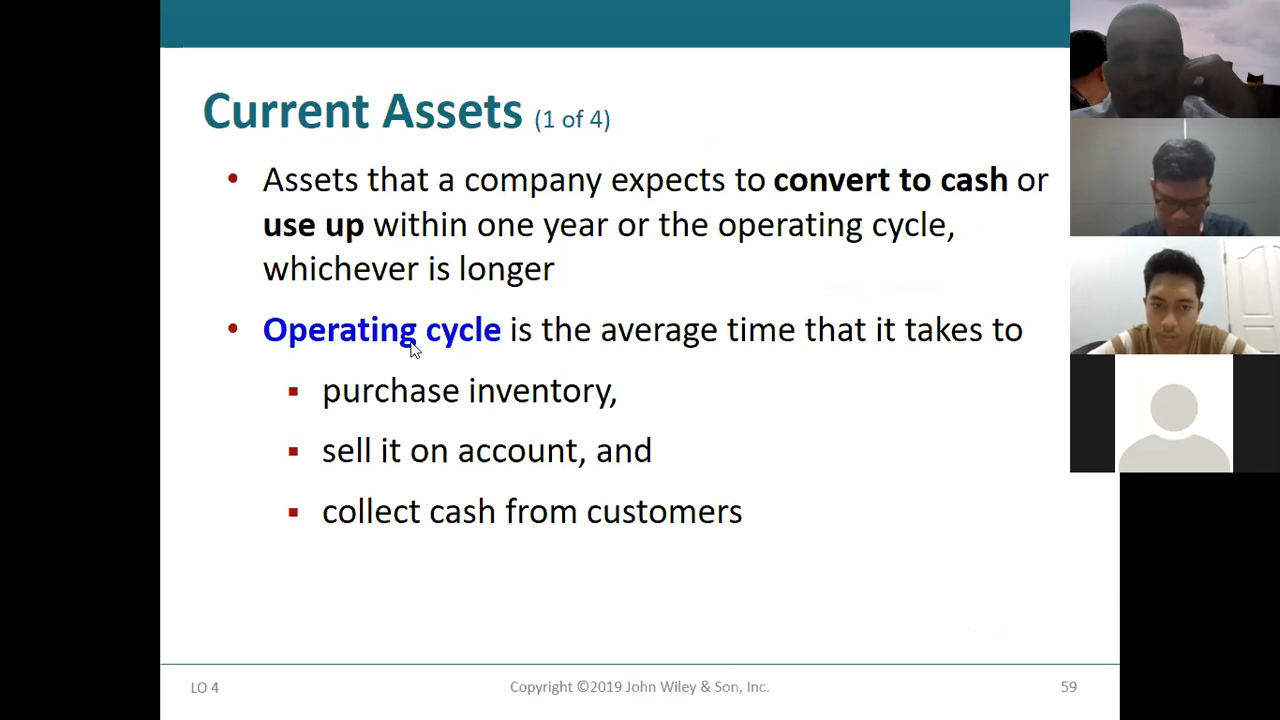 Current Assets (1 of 4)
• Assets that a company expects to convert to cash or
use up within one year or the operating cycle,
whichever is longer
• Operating cycle is the average time that it takes to
▪ purchase inventory,
▪ sell it on account, and
▪ collect cash from customers
LO 4
Copyright ©2019 John Wiley & Son, Inc.
59